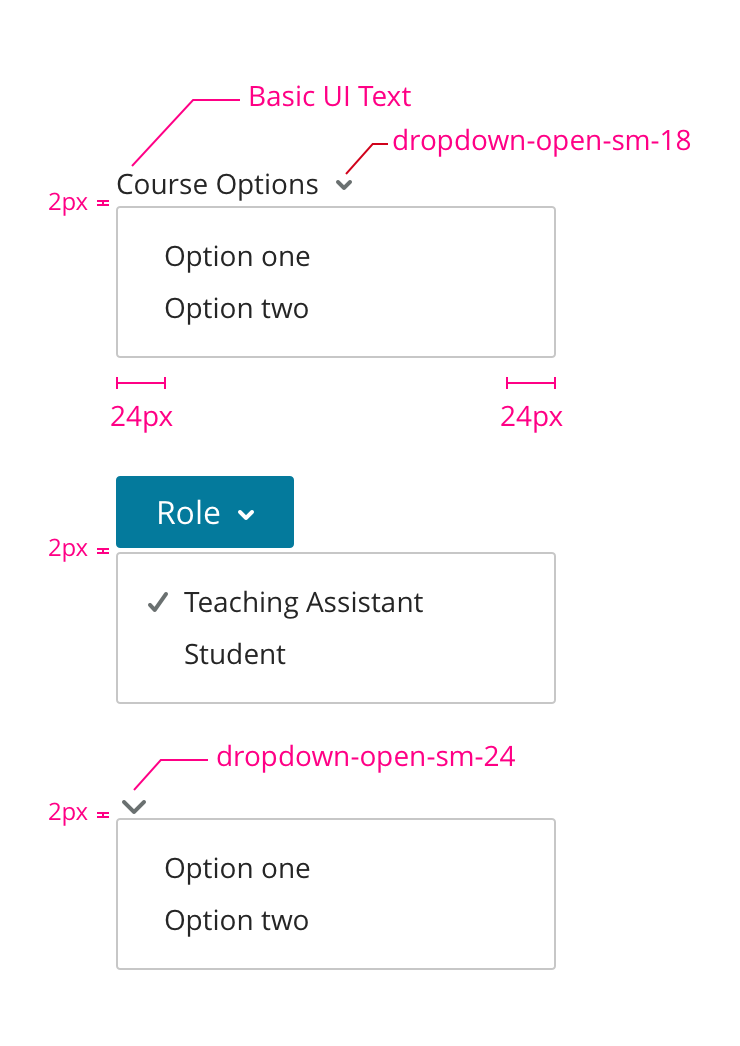 Basic UI Text
dropdown-open-sm-18
Course Options
2px
Option one
Option two
24px 24px
Role
2px
Teaching Assistant
Student
dropdown-open-sm-24
2px
Option one
Option two